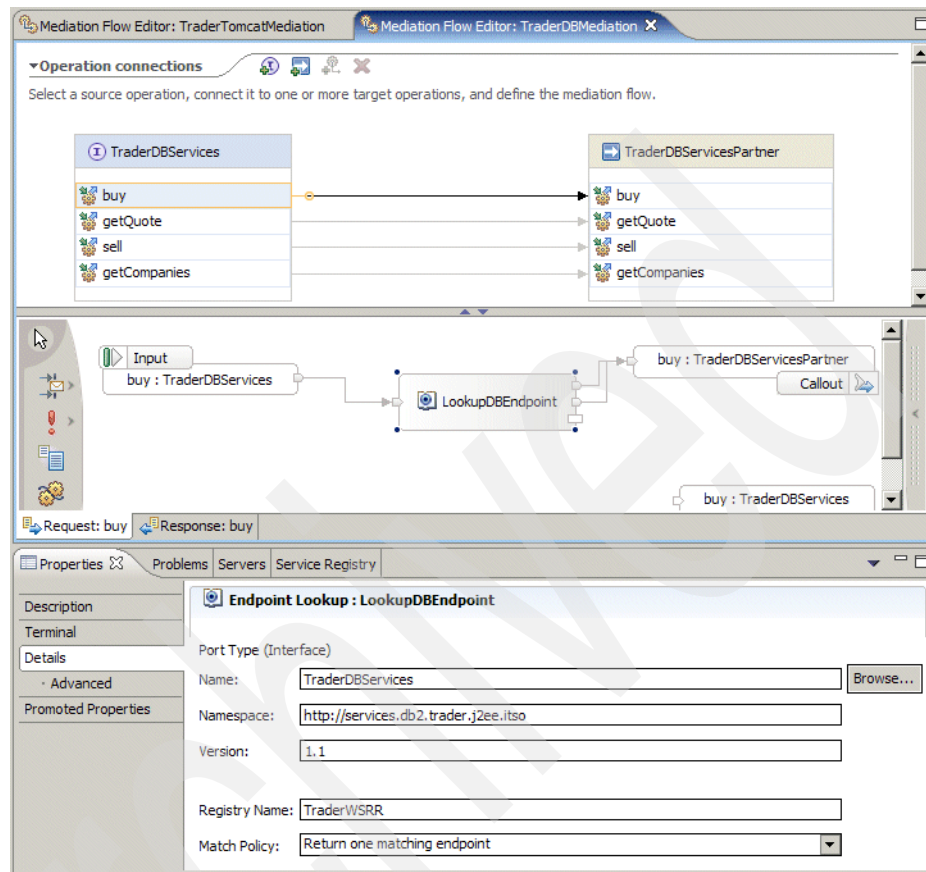 Mediation Flow Editor: TraderTomcatMediation Mediation Flow Editor: TraderDBMediation
Operation connections
Select a source operation, connect it to one or more target operations, and define the mediation flow.
TraderDBServices TraderDBServicesPartner
buy buy
getQuote getQuote
sell sell
getCompanies getCompanies
Input
buy : TraderDBServices
buy : TraderDBServicesPartner
Callout
LookupDBEndpoint
buy : TraderDBServices
Request: buy Response: buy
Properties Problems Servers Service Registry
Description
Terminal
Details
Advanced
Promoted Properties
Endpoint Lookup : LookupDBEndpoint
Port Type (Interface)
Name: TraderDBServices Browse...
Namespace: http://services.db2.trader.j2ee.itso
Version: 1.1
Registry Name: TraderWSRR
Match Policy: Return one matching endpoint
Archived